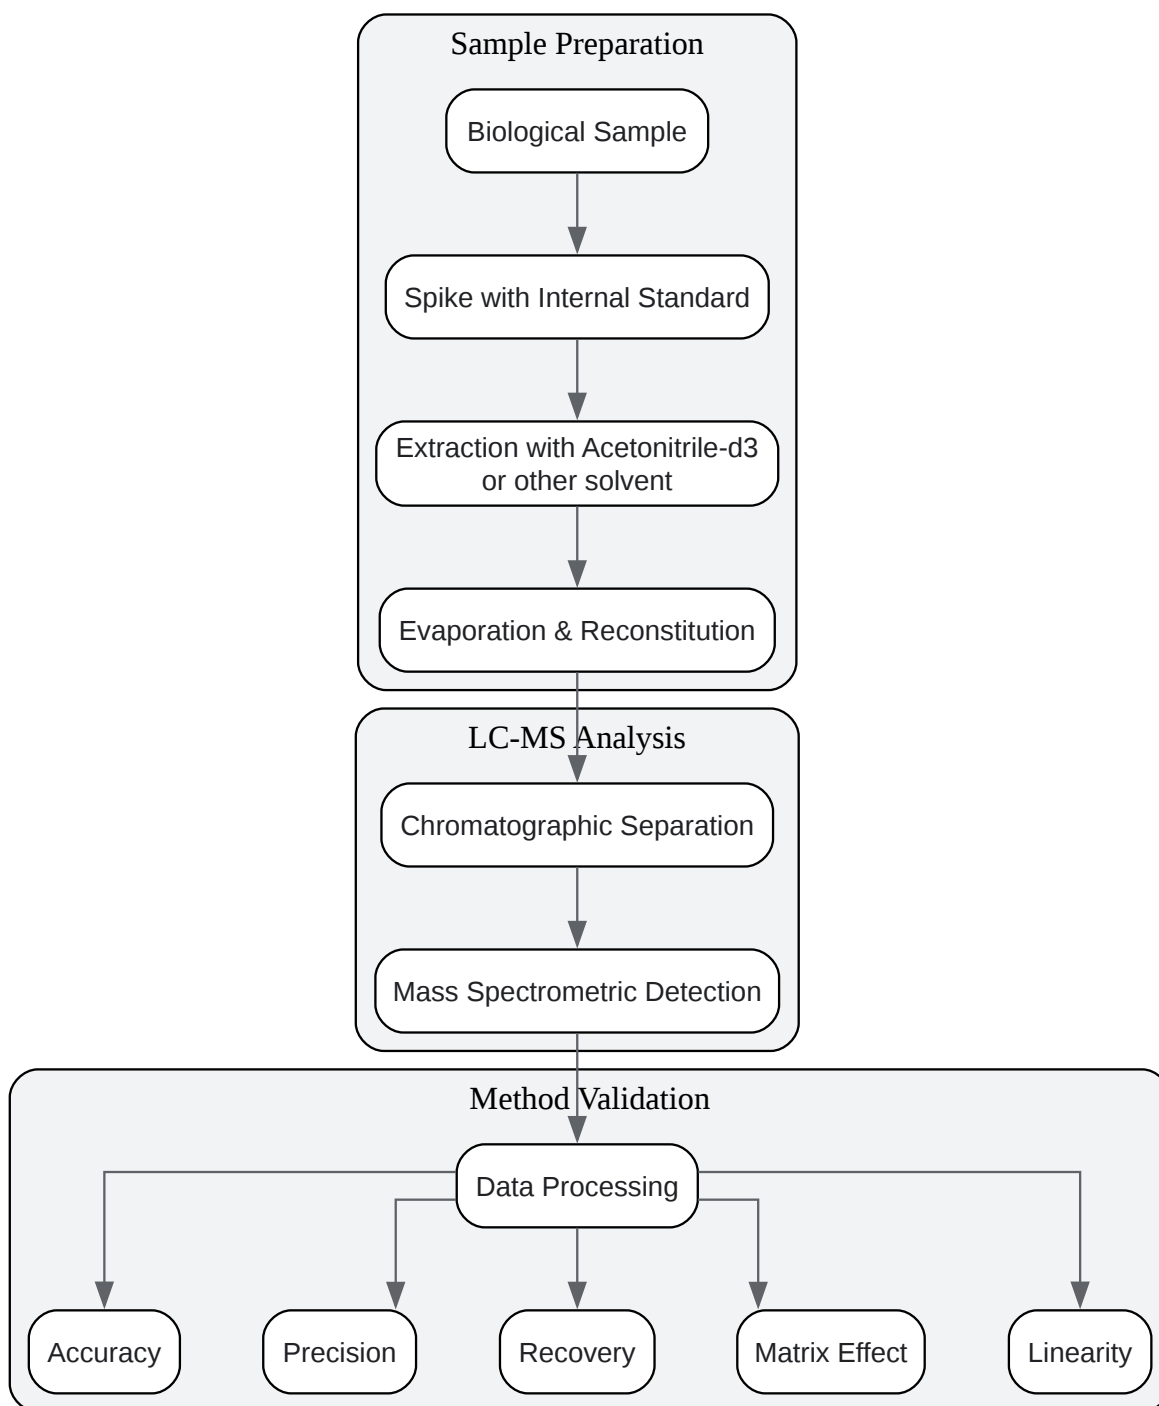 Sample Preparation
Biological Sample
Spike with Internal Standard
Extraction with Acetonitrile-d3
or other solvent
Evaporation & Reconstitution
LC-MS Analysis
Chromatographic Separation
Mass Spectrometric Detection
Method Validation
Data Processing
Accuracy
Precision
Recovery
Matrix Effect
Linearity